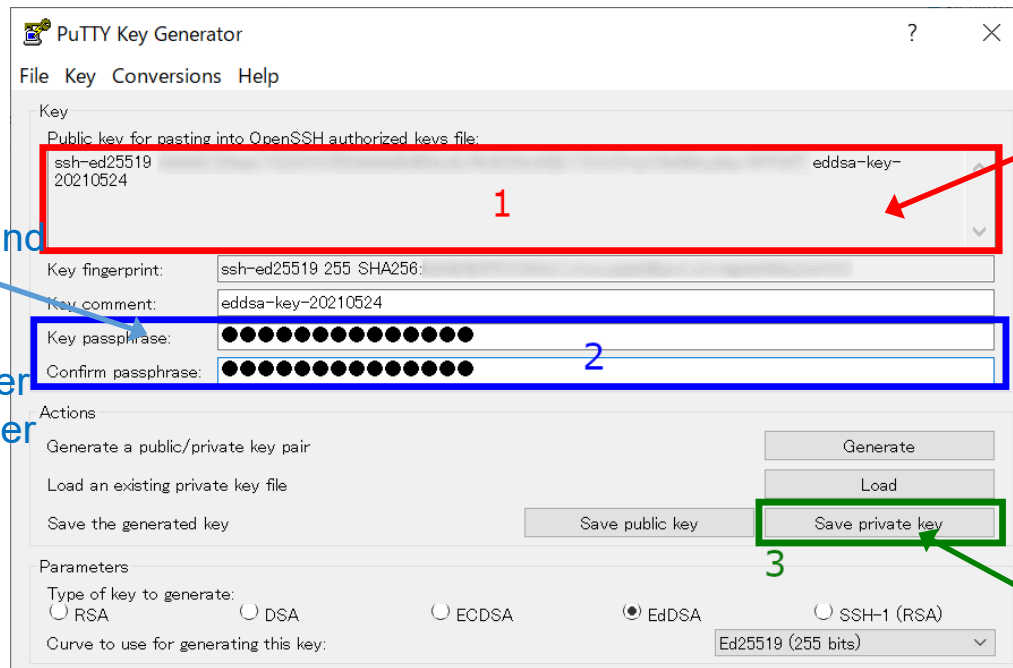 PuTTY Key Generator ?
File Key Conversions Help
Key
Public key for pasting into OpenSSH authorized keys file:
ssh-ed25519 eddsa-key-
20210524
1
nd
Key fingerprint: ssh-ed25519 255 SHA256:
Key comment: eddsa-key-20210524
Key passphrase: ●●●●●●●●●●●●●●
2
Confirm passphrase: ●●●●●●●●●●●●●●
er
Actions
er
Generate a public/private key pair Generate
Load an existing private key file Load
Save the generated key Save public key Save private key
3
Parameters
Type of key to generate:
RSA DSA ECDSA EdDSA SSH-1 (RSA)
Curve to use for generating this key: Ed25519 (255 bits)